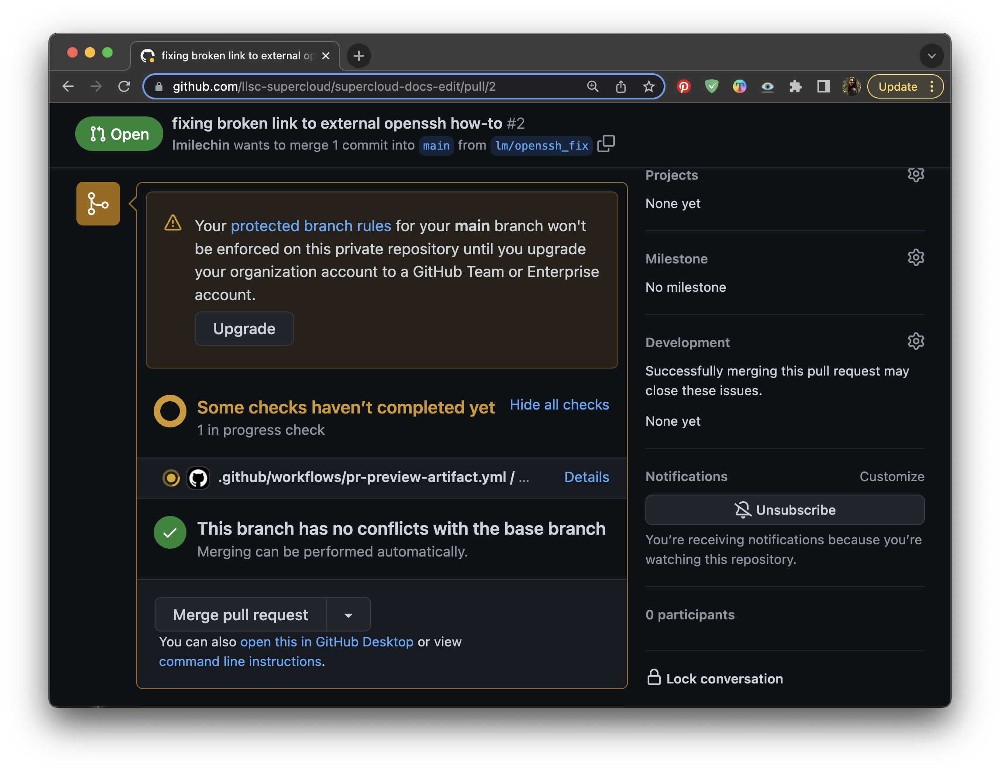 fixing broken link to external op
Update
github.com/llsc-supercloud/supercloud-docs-edit/pull/2
Open
fixing broken link to external openssh how-to #2
lmilechin wants to merge 1 commit into main from lm/openssh_fix
Your protected branch rules for your main branch won't
be enforced on this private repository until you upgrade
your organization account to a GitHub Team or Enterprise
account.
Upgrade
Some checks haven’t completed yet
Hide all checks
1 in progress check
.github/workflows/pr-preview-artifact.yml / ...
Details
This branch has no conflicts with the base branch
Merging can be performed automatically.
Merge pull request
You can also open this in GitHub Desktop or view
command line instructions.
Projects
None yet
Milestone
No milestone
Development
Successfully merging this pull request may
close these issues.
None yet
Notifications
Customize
Unsubscribe
You’re receiving notifications because you’re
watching this repository.
0 participants
Lock conversation